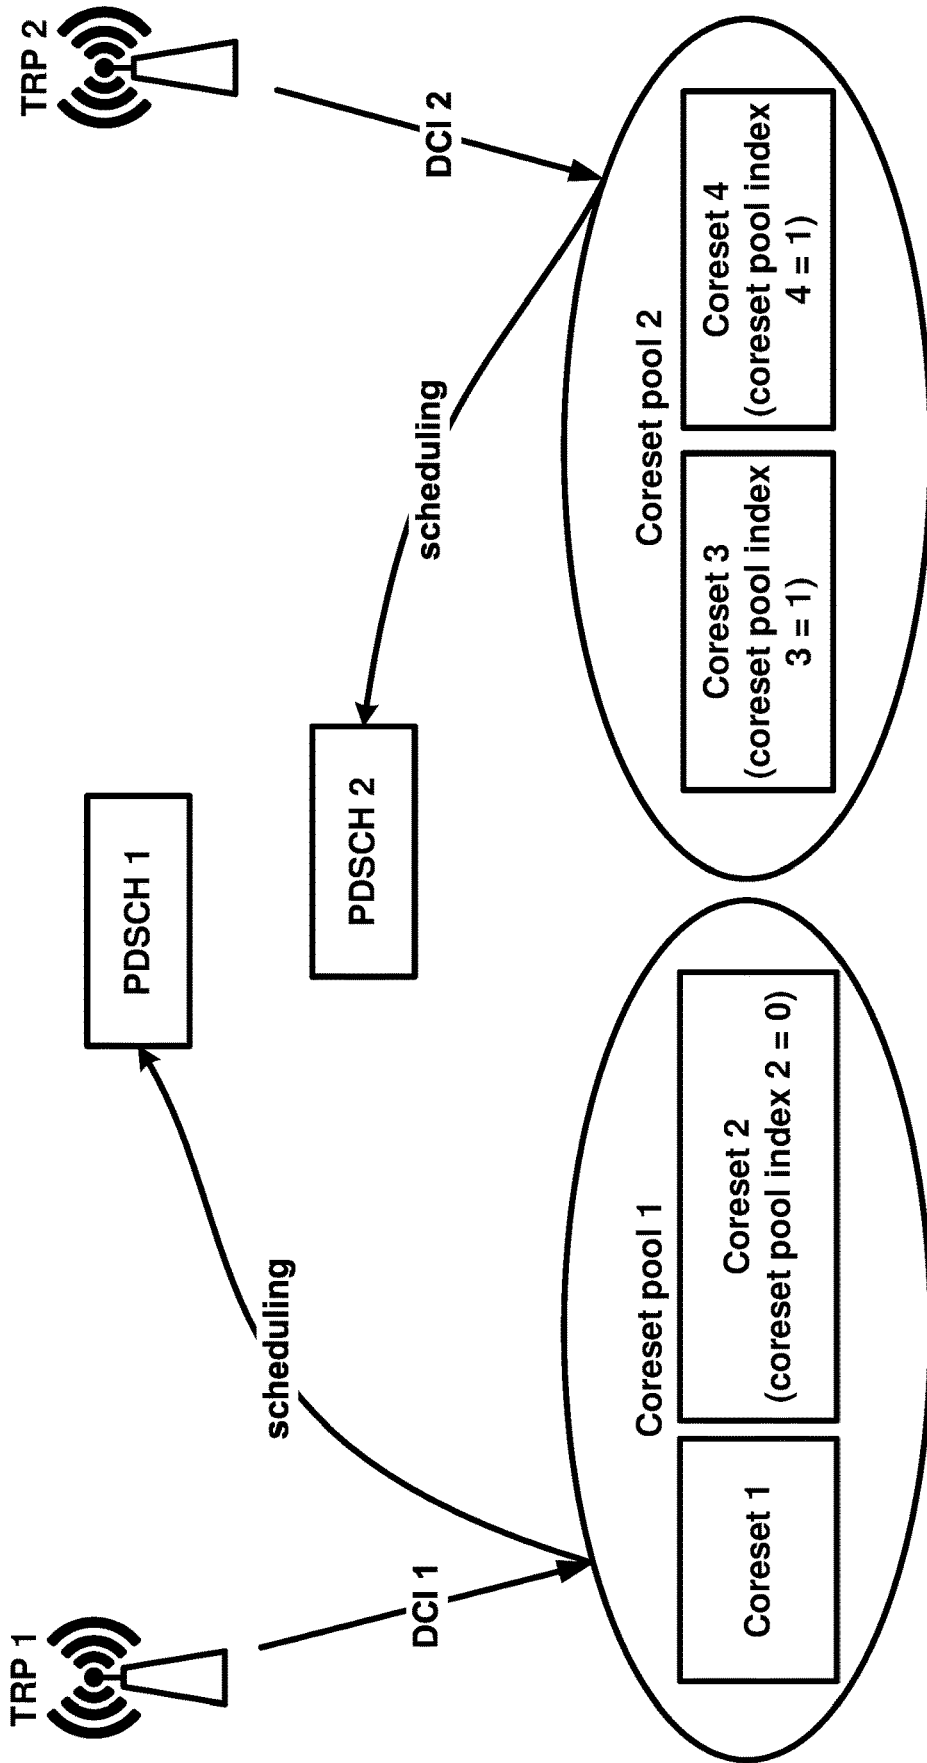 TRP 1
TRP 2
DCI 1
DCI 2
scheduling
scheduling
PDSCH 1
PDSCH 2
Coreset pool 1
Coreset 1
Coreset 2
(coreset pool index 2 = 0)
Coreset pool 2
Coreset 3
(coreset pool index
3 = 1)
Coreset 4
(coreset pool index
4 = 1)